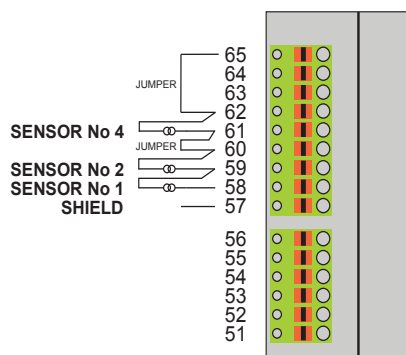 65
JUMPER
64
63
62
SENSOR No 4
61
JUMPER
60
SENSOR No 2
59
SENSOR No 1
58
SHIELD
57
56
55
54
53
52
51